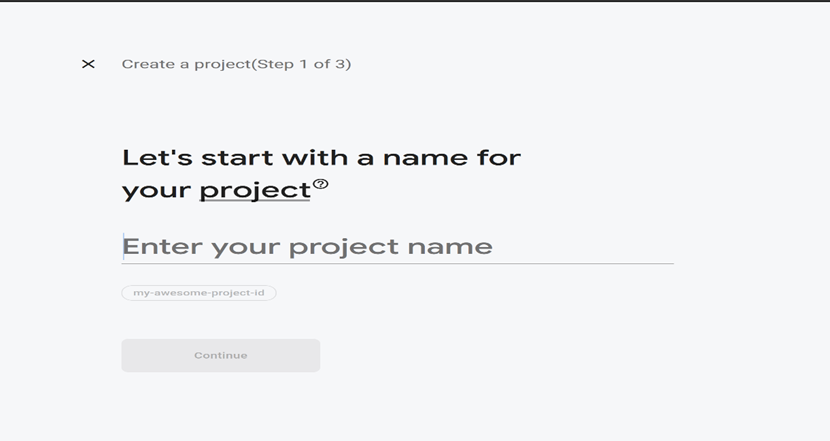 Create a project(Step 1 of 3)
Let's start with a name for
your project
Enter your project name
my-awesome-project-id
Continue